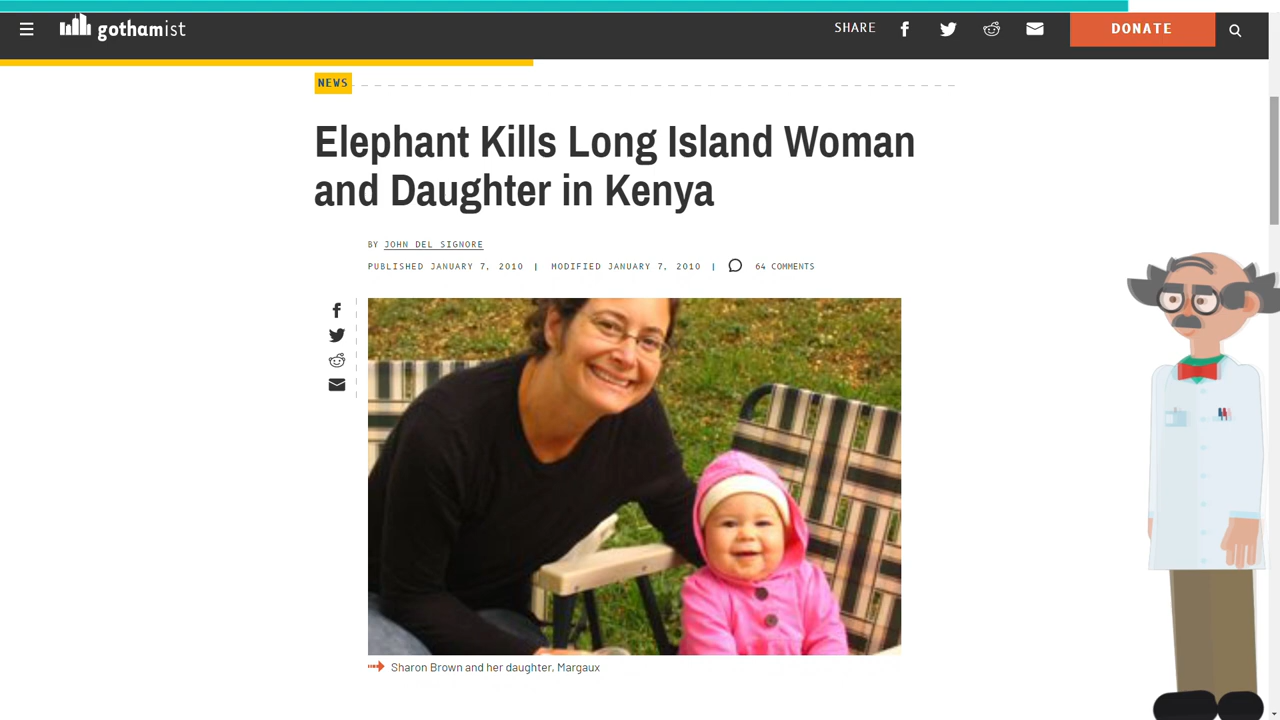 gothamist
SHARE
DONATE
NEWS
Elephant Kills Long Island Woman
and Daughter in Kenya
BY JOHN DEL SIGNORE
PUBLISHED JANUARY 7, 2010 | MODIFIED JANUARY 7, 2010 | 64 COMMENTS
Sharon Brown and her daughter, Margaux